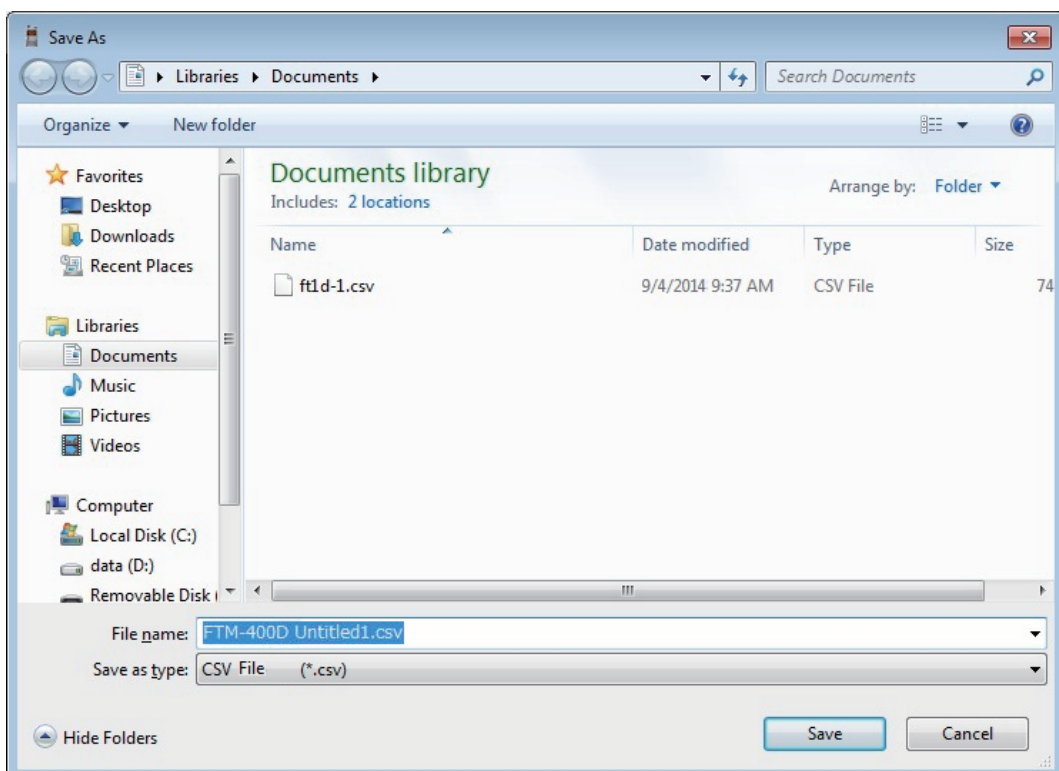 Save As
Libraries Documents
Search Documents
Organize New folder
Favorites
Desktop
Downloads
Recent Places
Libraries
Documents
Music
Pictures
Videos
Computer
Local Disk (C:)
data (D:)
Removable Disk (
Documents library
Includes: 2 locations
Arrange by: Folder
Name Date modified Type Size
ft1d-1.csv 9/4/2014 9:37 AM CSV File 74
File name: FTM-400D Untitled1.csv
Save as type: CSV File (*.csv)
Hide Folders
Save Cancel